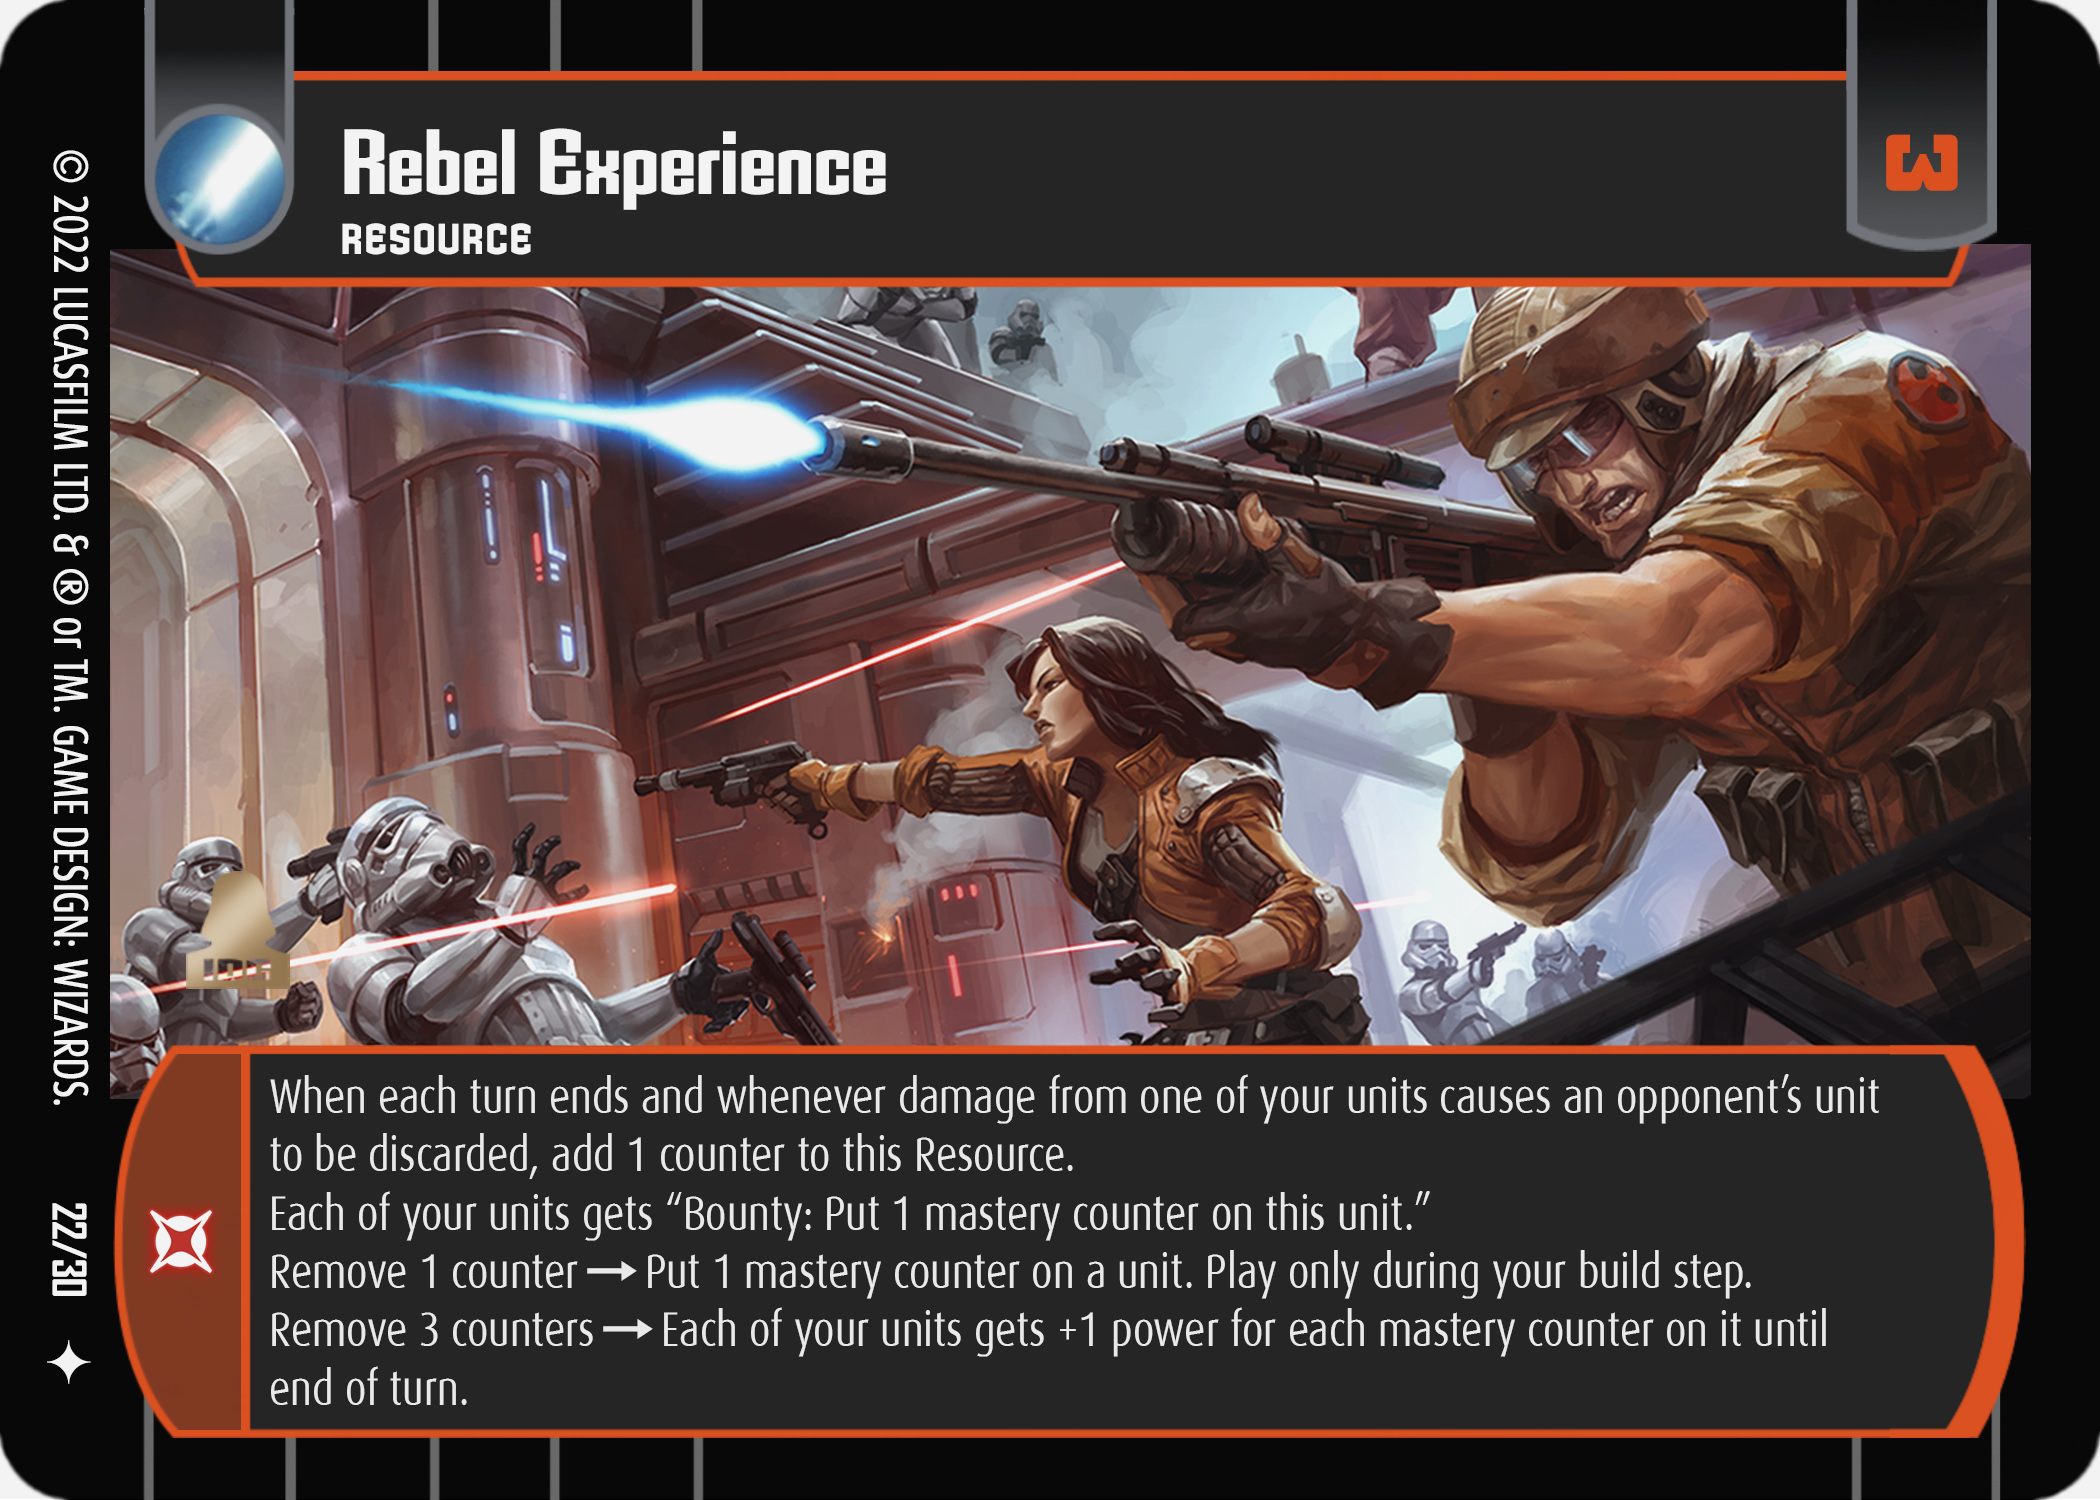 Rebel Experience
RESOURCE
3
When each turn ends and whenever damage from one of your units causes an opponent’s unit
to be discarded, add 1 counter to this Resource.
Each of your units gets “Bounty: Put 1 mastery counter on this unit.”
Remove 1 counter → Put 1 mastery counter on a unit. Play only during your build step.
Remove 3 counters → Each of your units gets +1 power for each mastery counter on it until
end of turn.
© 2022 LUCASFILM LTD. & ® or TM. GAME DESIGN: WIZARDS.
22/30